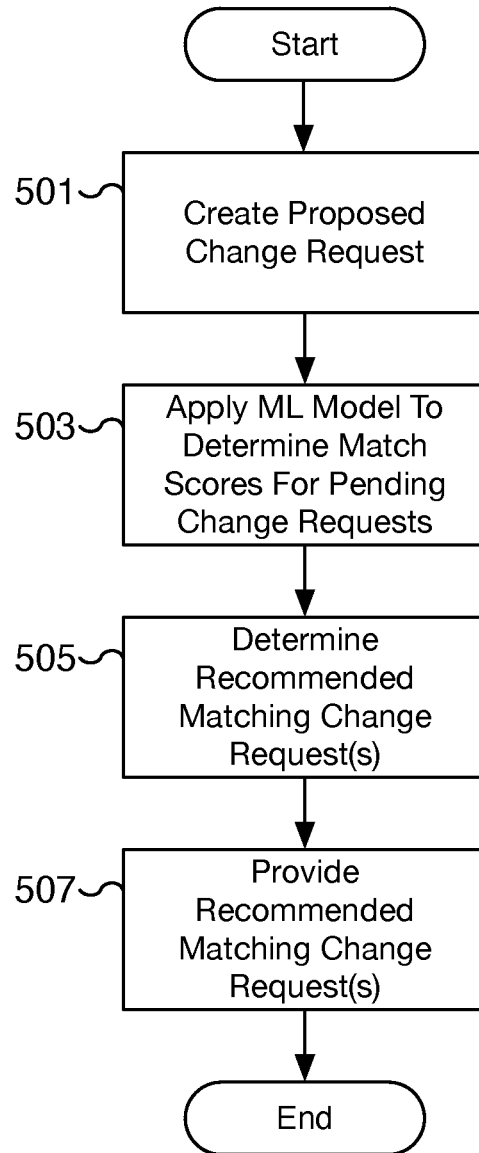 Start
501
Create Proposed
Change Request
503
Apply ML Model To
Determine Match
Scores For Pending
Change Requests
505
Determine
Recommended
Matching Change
Request(s)
507
Provide
Recommended
Matching Change
Request(s)
End